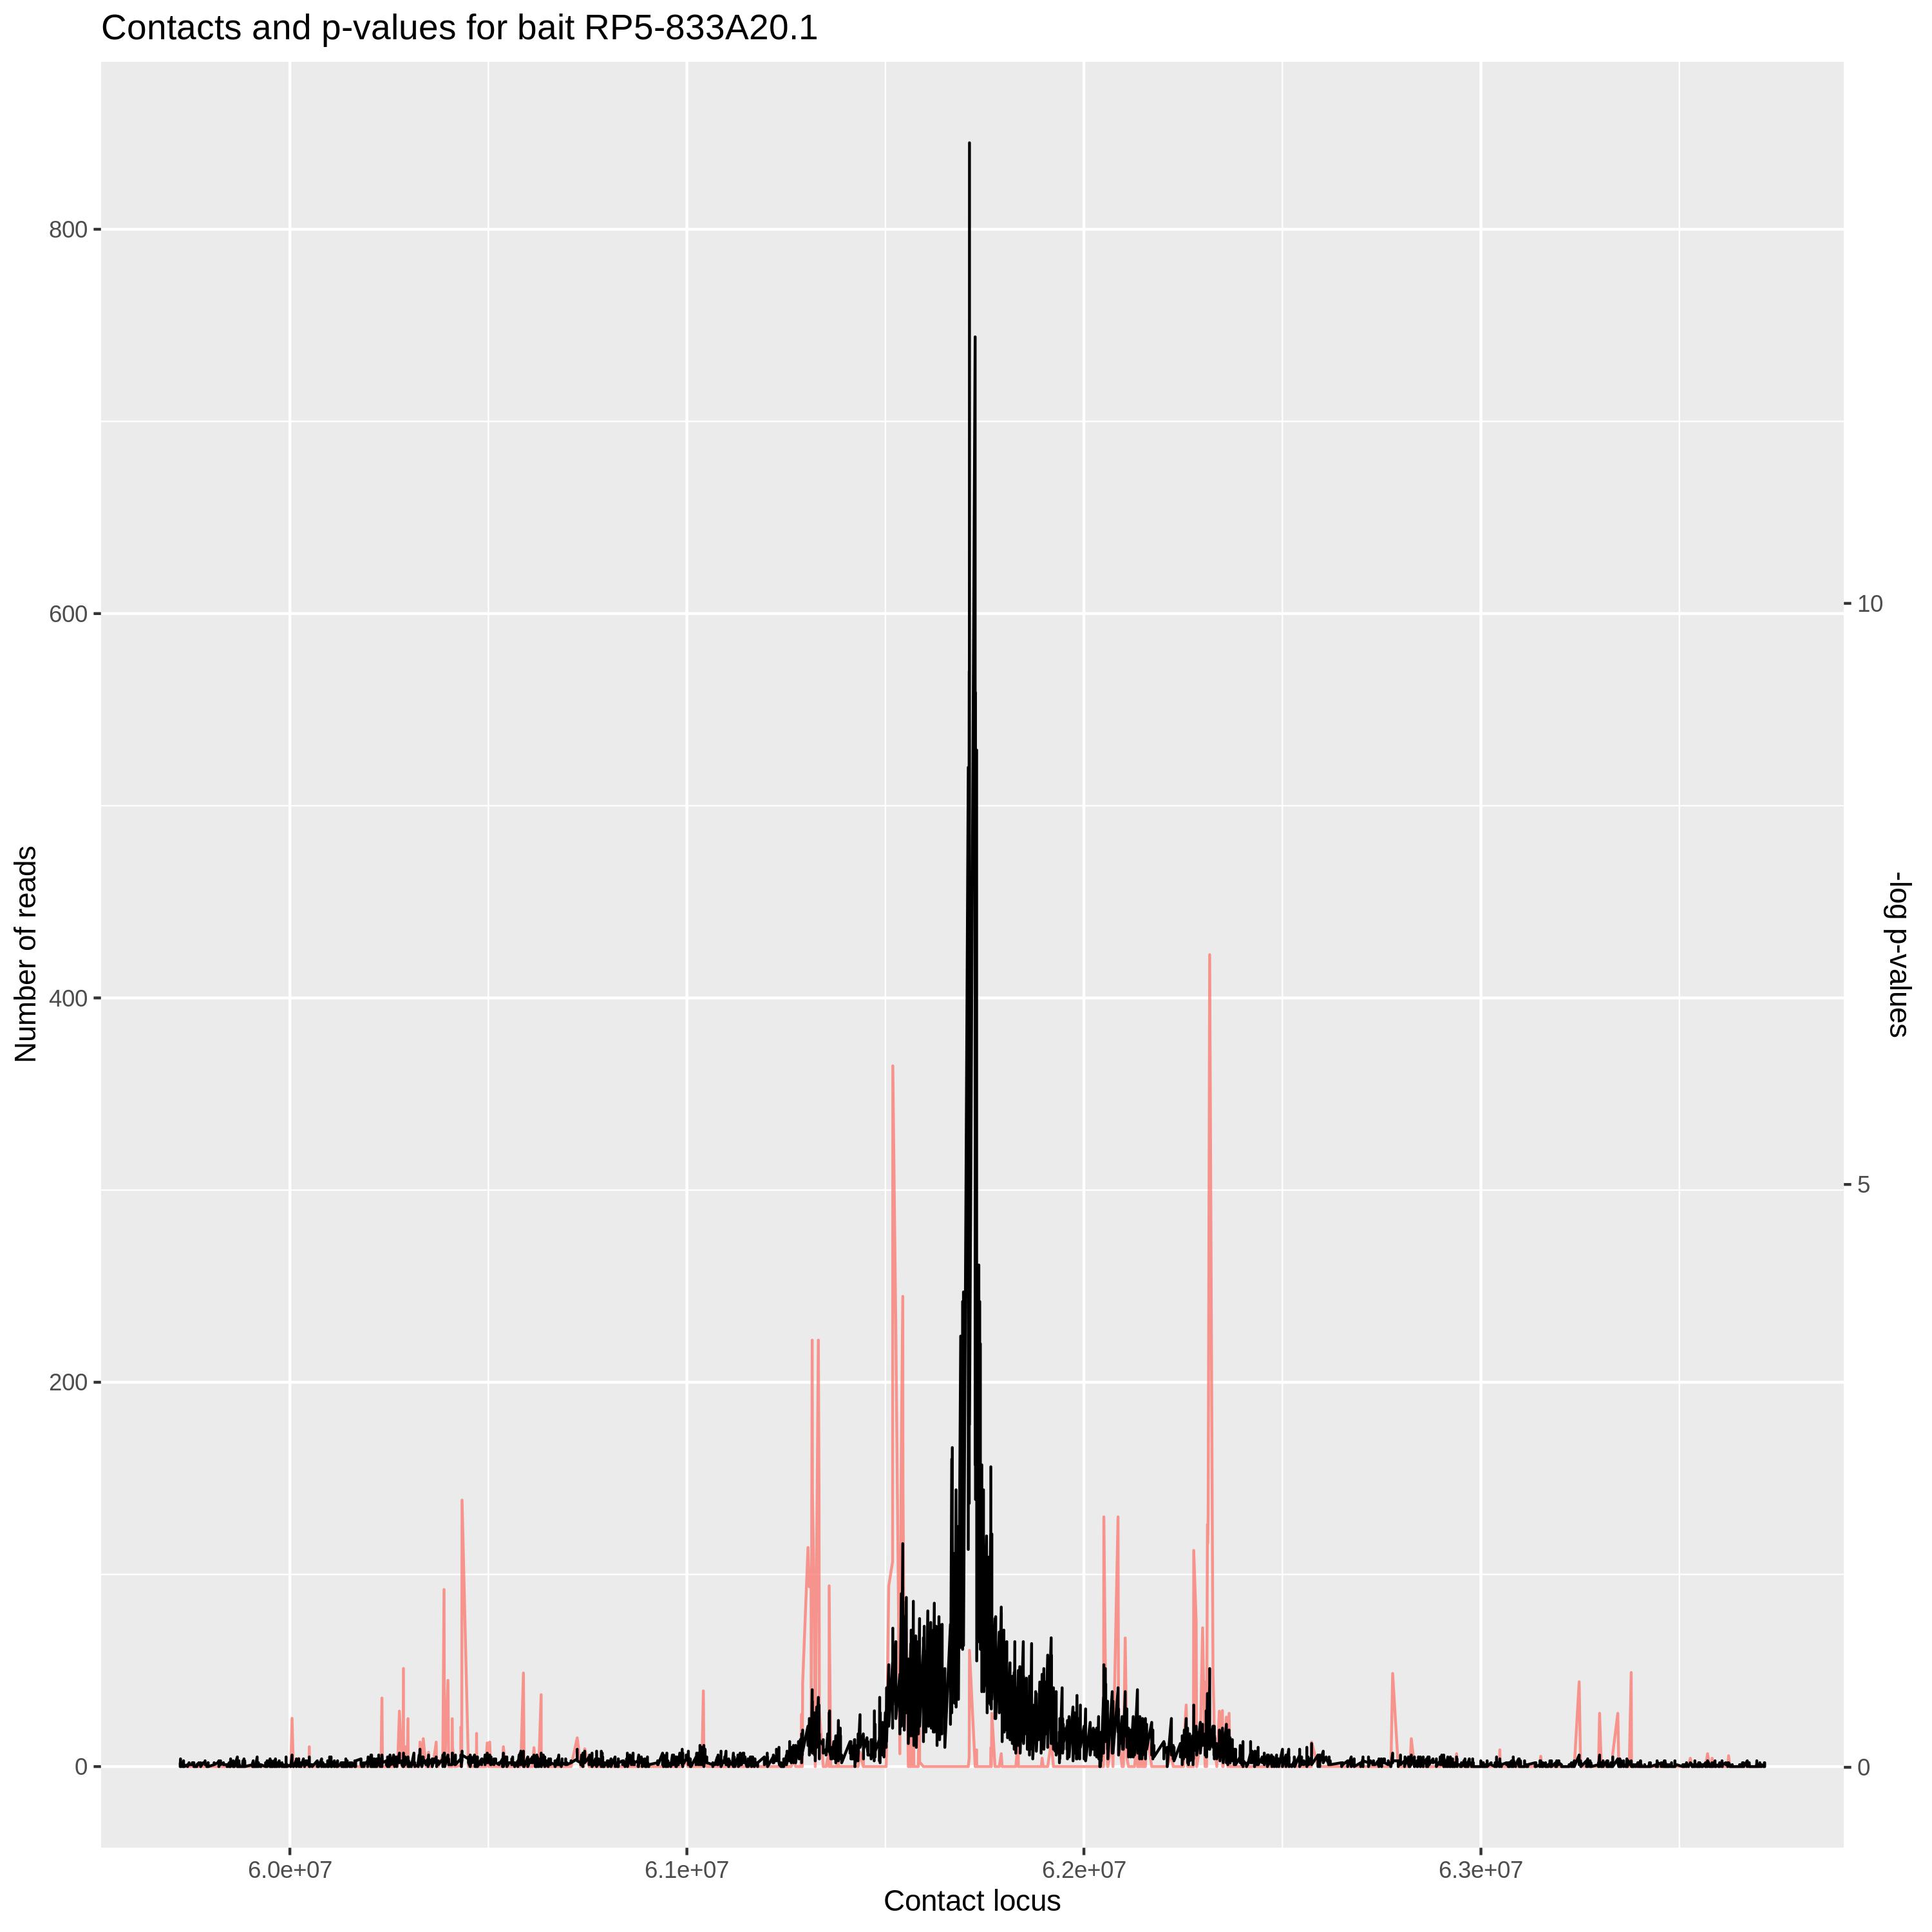 Contacts and p-values for bait RP5-833A20.1
800
600
400
200
0
Number of reads
10
5
0
-log p-values
6.0e+07
6.1e+07
6.2e+07
6.3e+07
Contact locus